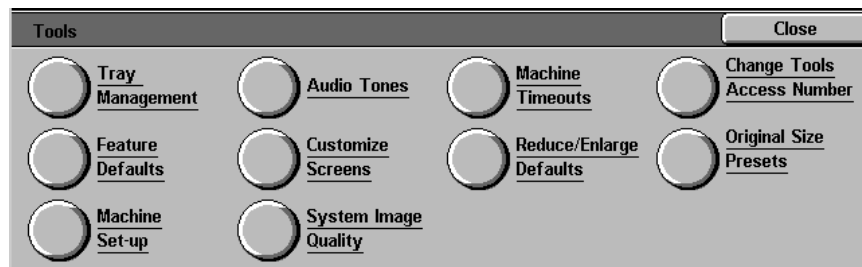 Tools
Close
Tray
Management
Audio Tones
Machine
Timeouts
Change Tools
Access Number
Feature
Defaults
Customize
Screens
Reduce/Enlarge
Defaults
Original Size
Presets
Machine
Set-up
System Image
Quality